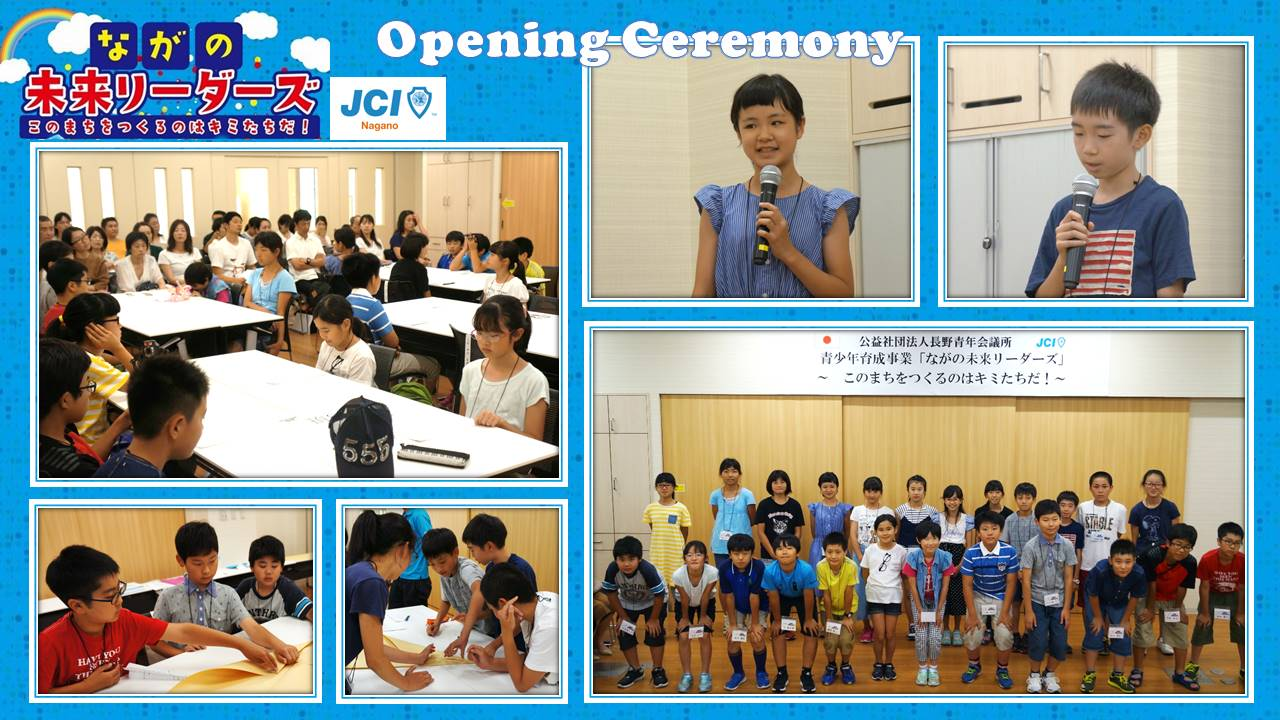 ながの
未来リーダーズ
このまちをつくるのはキミたちだ!
JCI
Nagano
Opening Ceremony
555
公益社団法人長野青年会議所
JCI
青少年育成事業「ながの未来リーダーズ」
~ このまちをつくるのはキミたちだ!~
HAVE YOU